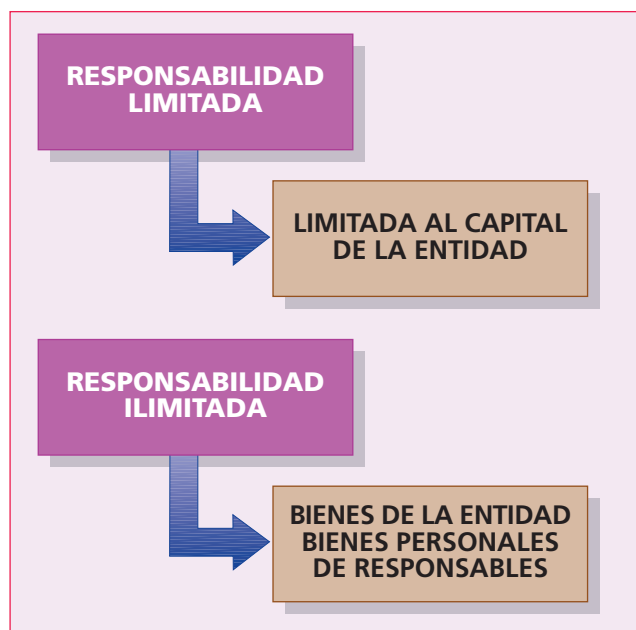 RESPONSABILIDAD
LIMITADA
LIMITADA AL CAPITAL
DE LA ENTIDAD
RESPONSABILIDAD
ILIMITADA
BIENES DE LA ENTIDAD
BIENES PERSONALES
DE RESPONSABLES